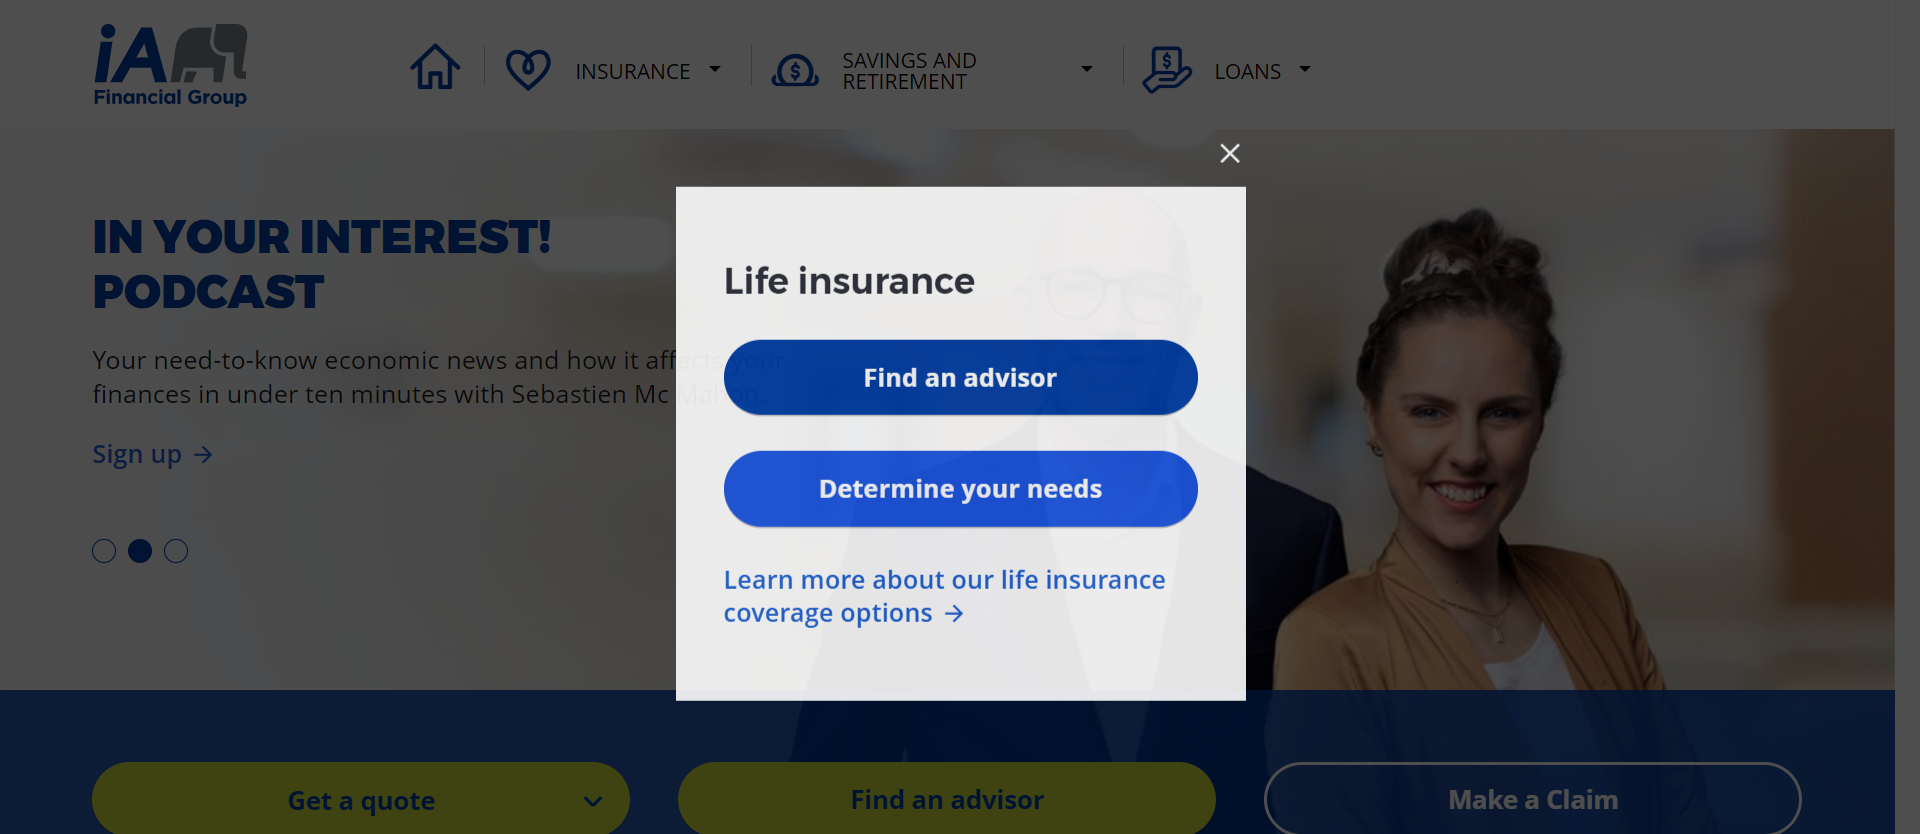 iA
Financial Group
INSURANCE
SAVINGS AND
RETIREMENT
LOANS
IN YOUR INTEREST!
PODCAST
Your need-to-know economic news and how it affects your
finances in under ten minutes with Sebastien Mc Mahon.
Sign up →
Life insurance
Find an advisor
Determine your needs
Learn more about our life insurance
coverage options →
Get a quote
Find an advisor
Make a Claim